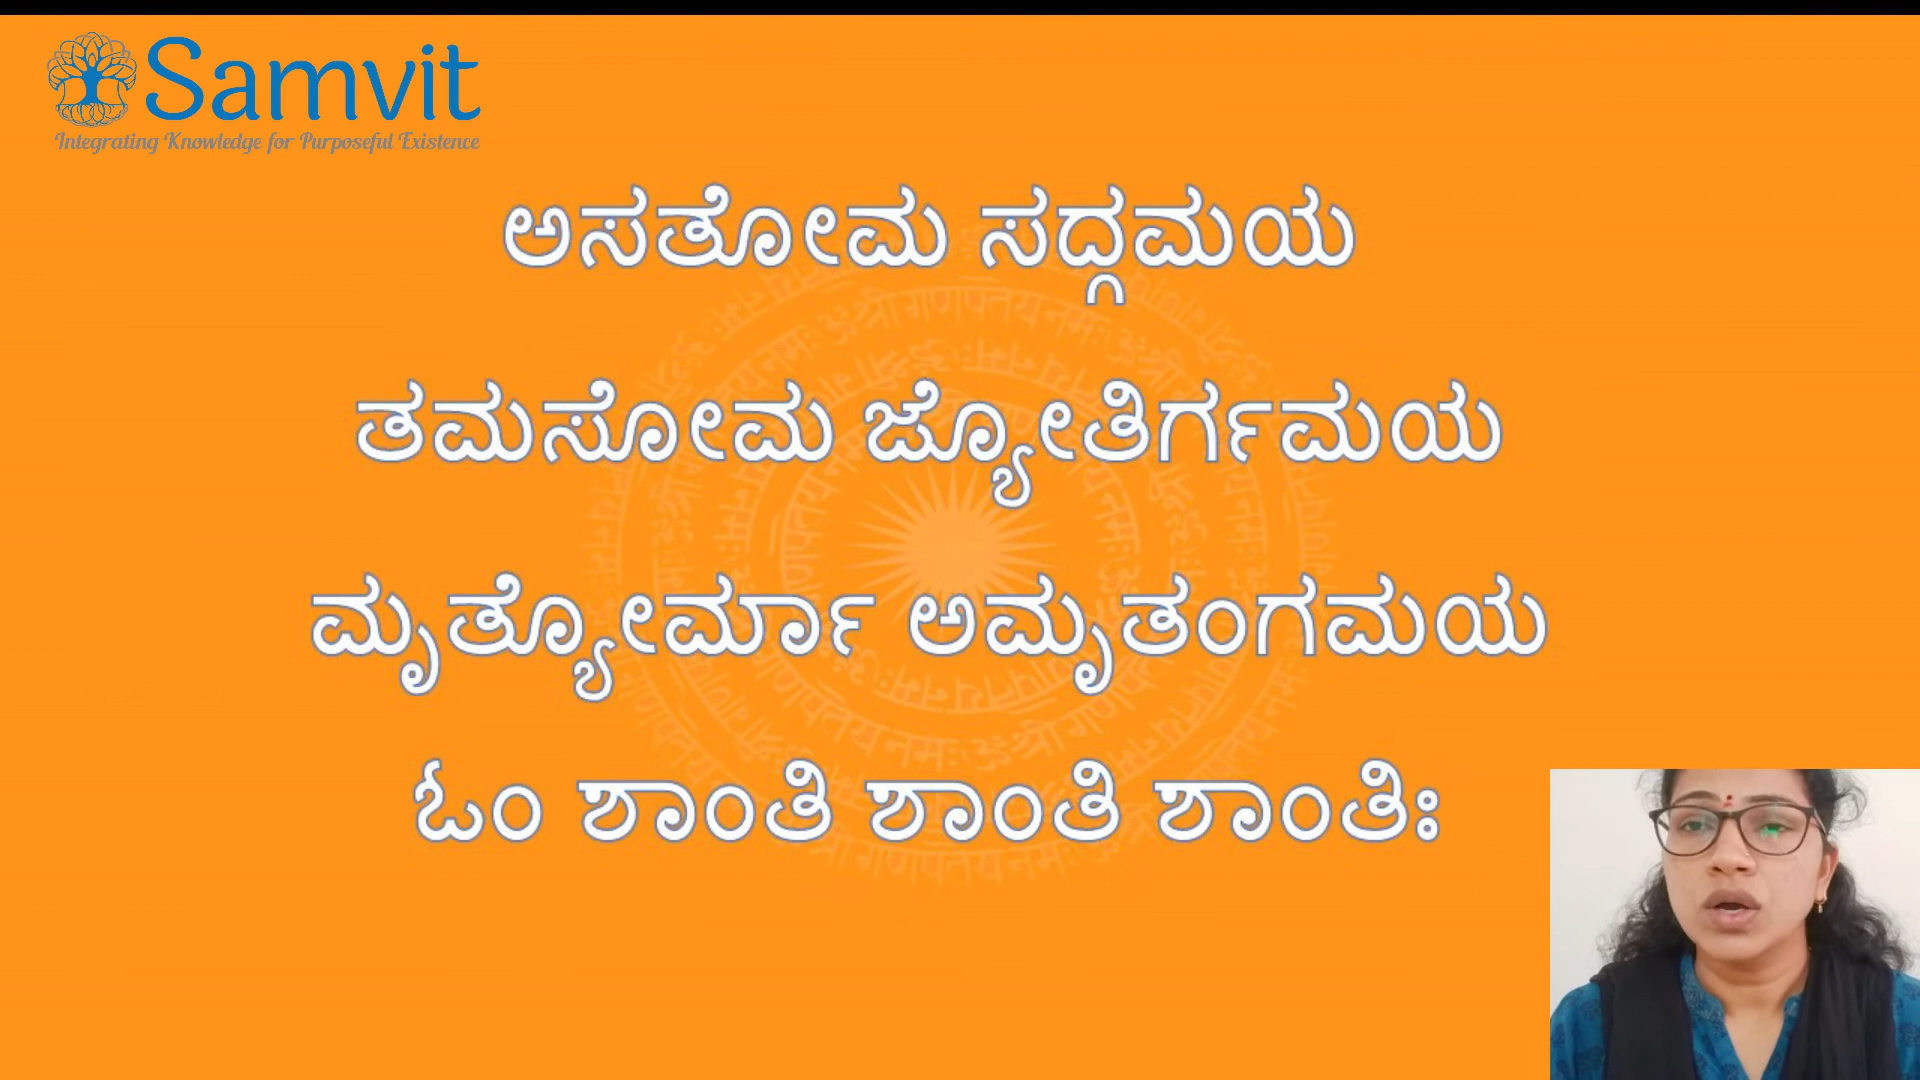 Samvit
Integrating Knowledge for Purposeful Existence
ಅಸತೋಮ ಸದ್ಗಮಯ
ತಮಸೋಮ ಜ್ಯೋತಿರ್ಗಮಯ
ಮೃತ್ಯೋರ್ಮಾ ಅಮೃತಂಗಮಯ
ಓಂ ಶಾಂತಿ ಶಾಂತಿ ಶಾಂತಿಃ